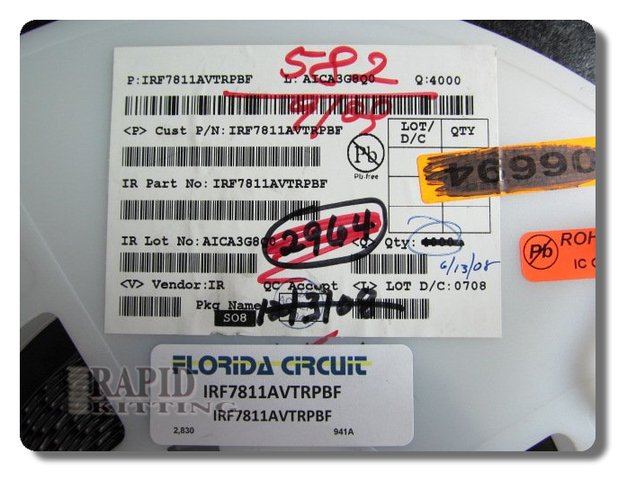 582
P:IRF7811AVTRPBF L:AICA3G8Q0 Q:4000
<P> Cust P/N:IRF7811AVTRPBF
LOT/ D/C QTY
Pb
Pb-free
06694
IR Part No:IRF7811AVTRPBF
IR Lot No:AICA3G8Q0
2964
<Q> Qty:
6/13/08
Pb ROH
IC C
<V> Vendor:IR QC Accept <L> LOT D/C:0708
Pkg Name
SO8
FLORIDA CIRCUIT
IRF7811AVTRPBF
IRF7811AVTRPBF
2,830 941A
RAPID
KITTING